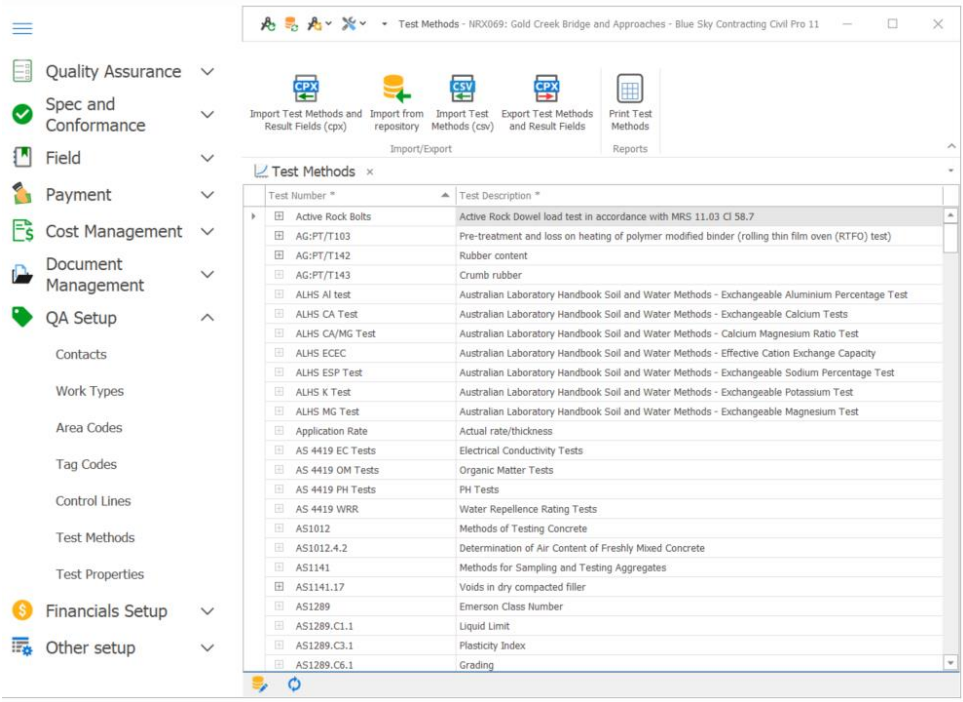 Test Methods - NRX069: Gold Creek Bridge and Approaches - Blue Sky Contracting Civil Pro 11
Quality Assurance
Spec and
Conformance
Field
Payment
Cost Management
Document
Management
QA Setup
Contacts
Work Types
Area Codes
Tag Codes
Control Lines
Test Methods
Test Properties
Financials Setup
Other setup
CPX
Import Test Methods and
Result Fields (cpx)
Import from
repository
CSV
Import Test
Methods (csv)
CPX
Export Test Methods
and Result Fields
Print Test
Methods
Import/Export
Reports
Test Methods ×
Test Number * Test Description *
Active Rock Bolts Active Rock Dowel load test in accordance with MRS 11.03 Cl 58.7
AG:PT/T103 Pre-treatment and loss on heating of polymer modified binder (rolling thin film oven (RTFO) test)
AG:PT/T142 Rubber content
AG:PT/T143 Crumb rubber
ALHS Al test Australian Laboratory Handbook Soil and Water Methods - Exchangeable Aluminium Percentage Test
ALHS CA Test Australian Laboratory Handbook Soil and Water Methods - Exchangeable Calcium Tests
ALHS CA/MG Test Australian Laboratory Handbook Soil and Water Methods - Calcium Magnesium Ratio Test
ALHS ECEC Australian Laboratory Handbook Soil and Water Methods - Effective Cation Exchange Capacity
ALHS ESP Test Australian Laboratory Handbook Soil and Water Methods - Exchangeable Sodium Percentage Test
ALHS K Test Australian Laboratory Handbook Soil and Water Methods - Exchangeable Potassium Test
ALHS MG Test Australian Laboratory Handbook Soil and Water Methods - Exchangeable Magnesium Test
Application Rate Actual rate/thickness
AS 4419 EC Tests Electrical Conductivity Tests
AS 4419 OM Tests Organic Matter Tests
AS 4419 PH Tests PH Tests
AS 4419 WRR Water Repellence Rating Tests
AS1012 Methods of Testing Concrete
AS1012.4.2 Determination of Air Content of Freshly Mixed Concrete
AS1141 Methods for Sampling and Testing Aggregates
AS1141.17 Voids in dry compacted filler
AS1289 Emerson Class Number
AS1289.C1.1 Liquid Limit
AS1289.C3.1 Plasticity Index
AS1289.C6.1 Grading